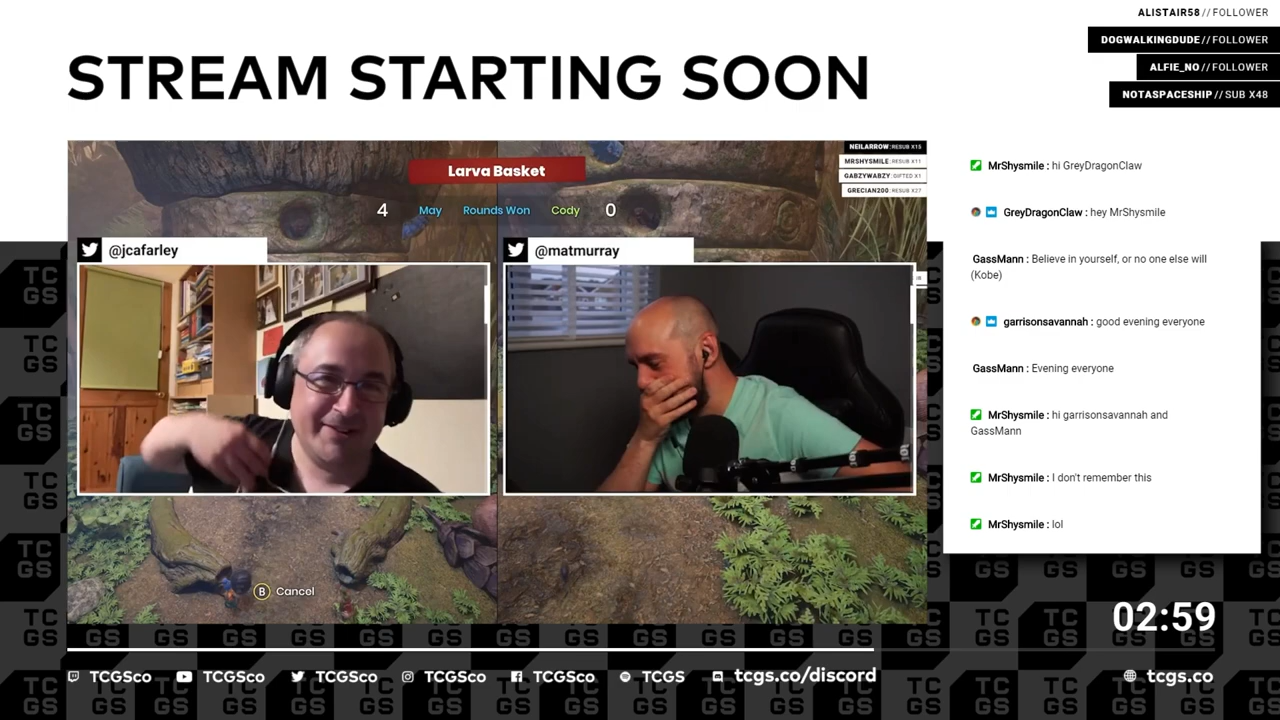 ALISTAIR58 // FOLLOWER
DOGWALKINGDUDE // FOLLOWER
ALFIE_NO // FOLLOWER
NOTASPACESHIP // SUB X48
STREAM STARTING SOON
NEILARROW: RESUB X15
MRSHYSMILE: RESUB X11
GABZYWABZY: GIFTED X1
GRECIAN200: RESUB X27
Larva Basket
4 May Rounds Won Cody 0
@jcafarley
@matmurray
B Cancel
MrShysmile : hi GreyDragonClaw
GreyDragonClaw : hey MrShysmile
GassMann : Believe in yourself, or no one else will
(Kobe)
garrisonsavannah : good evening everyone
GassMann : Evening everyone
MrShysmile : hi garrisonsavannah and
GassMann
MrShysmile : I don't remember this
MrShysmile : lol
02:59
TCGSco TCGSco TCGSco TCGSco TCGSco TCGS tcgs.co/discord
tcgs.co
TC
GS